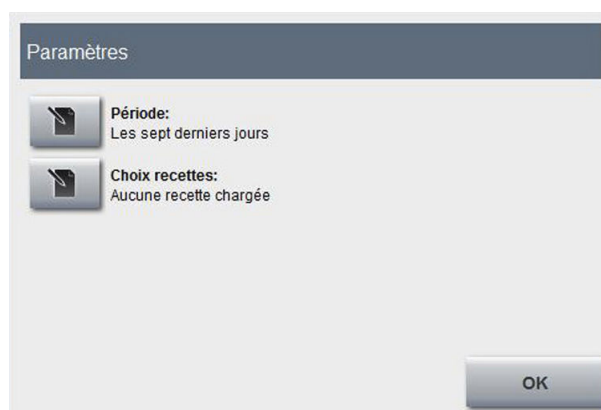 Paramètres
Période:
Les sept derniers jours
Choix recettes:
Aucune recette chargée
OK